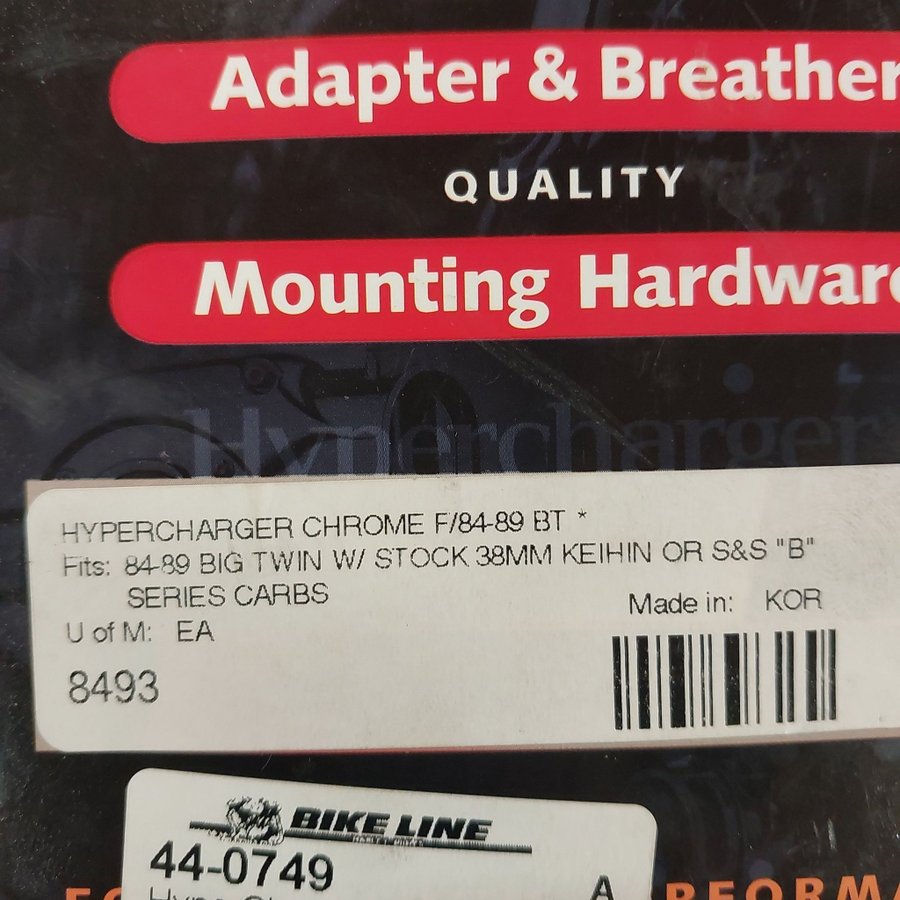 Adapter & Breather
QUALITY
Mounting Hardware
Hypercharger
HYPERCHARGER CHROME F/84-89 BT *
Fits: 84-89 BIG TWIN W/ STOCK 38MM KEIHIN OR S&S "B"
SERIES CARBS
Made in: KOR
U of M: EA
8493
BIKE LINE
44-0749
A